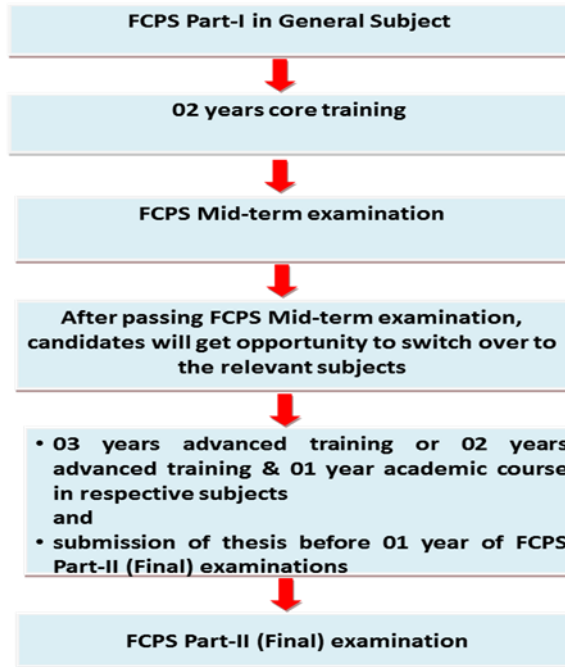 FCPS Part-I in General Subject
02 years core training
FCPS Mid-term examination
After passing FCPS Mid-term examination,
candidates will get opportunity to switch over to
the relevant subjects
• 03 years advanced training or 02 years
advanced training & 01 year academic course
in respective subjects
and
• submission of thesis before 01 year of FCPS
Part-II (Final) examinations
FCPS Part-II (Final) examination